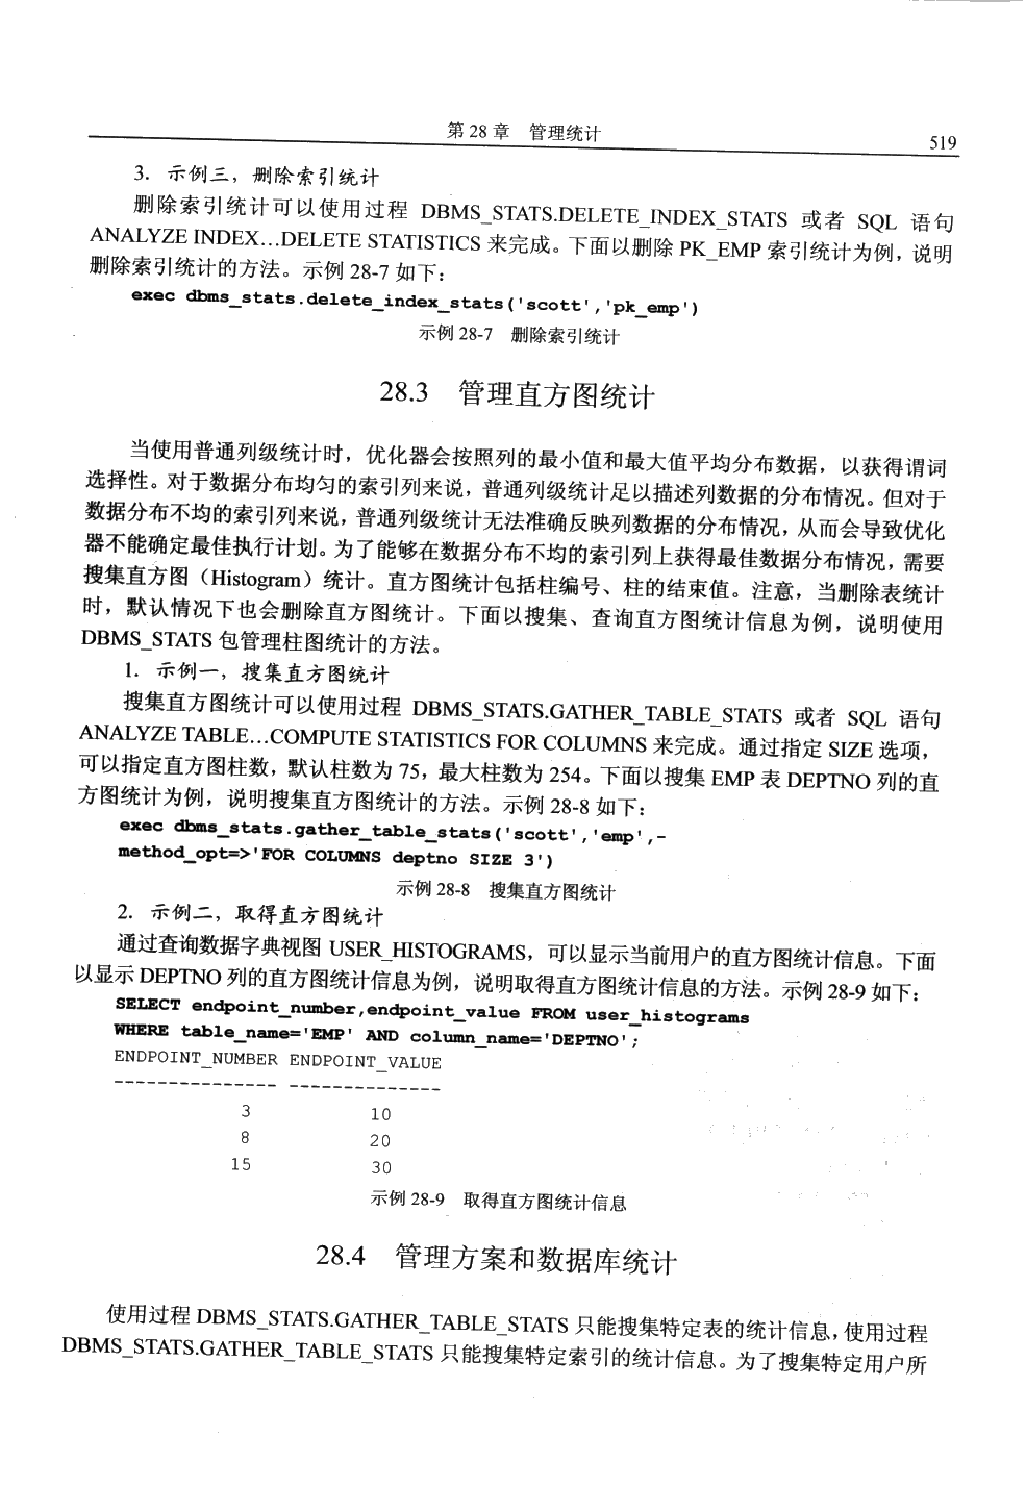 第 28 章 管理统计
519
3. 示例三，删除索引统计
删除索引统计可以使用过程 DBMS_STATS.DELETE_INDEX_STATS 或者 SQL 语句
ANALYZE INDEX…DELETE STATISTICS 来完成。下面以删除 PK_EMP 索引统计为例，说明
删除索引统计的方法。示例 28-7 如下：
exec dbms_stats.delete_index_stats('scott','pk_emp')
示例 28-7 删除索引统计
28.3 管理直方图统计
当使用普通列级统计时，优化器会按照列的最小值和最大值平均分布数据，以获得谓词
选择性。对于数据分布均匀的索引列来说，普通列级统计足以描述列数据的分布情况。但对于
数据分布不均的索引列来说，普通列级统计无法准确反映列数据的分布情况，从而会导致优化
器不能确定最佳执行计划。为了能够在数据分布不均的索引列上获得最佳数据分布情况，需要
搜集直方图（Histogram）统计。直方图统计包括柱编号、柱的结束值。注意，当删除表统计
时，默认情况下也会删除直方图统计。下面以搜集、查询直方图统计信息为例，说明使用
DBMS_STATS 包管理柱图统计的方法。
1. 示例一，搜集直方图统计
搜集直方图统计可以使用过程 DBMS_STATS.GATHER_TABLE_STATS 或者 SQL 语句
ANALYZE TABLE…COMPUTE STATISTICS FOR COLUMNS 来完成。通过指定 SIZE 选项，
可以指定直方图柱数，默认柱数为 75，最大柱数为 254。下面以搜集 EMP 表 DEPTNO 列的直
方图统计为例，说明搜集直方图统计的方法。示例 28-8 如下：
exec dbms_stats.gather_table_stats('scott','emp',-
method_opt=>'FOR COLUMNS deptno SIZE 3')
示例 28-8 搜集直方图统计
2. 示例二，取得直方图统计
通过查询数据字典视图 USER_HISTOGRAMS，可以显示当前用户的直方图统计信息。下面
以显示 DEPTNO 列的直方图统计信息为例，说明取得直方图统计信息的方法。示例 28-9 如下：
SELECT endpoint_number,endpoint_value FROM user_histograms
WHERE table_name='EMP' AND column_name='DEPTNO';
ENDPOINT_NUMBER ENDPOINT_VALUE
--------------- --------------
3 10
8 20
15 30
示例 28-9 取得直方图统计信息
28.4 管理方案和数据库统计
使用过程 DBMS_STATS.GATHER_TABLE_STATS 只能搜集特定表的统计信息，使用过程
DBMS_STATS.GATHER_TABLE_STATS 只能搜集特定索引的统计信息。为了搜集特定用户所